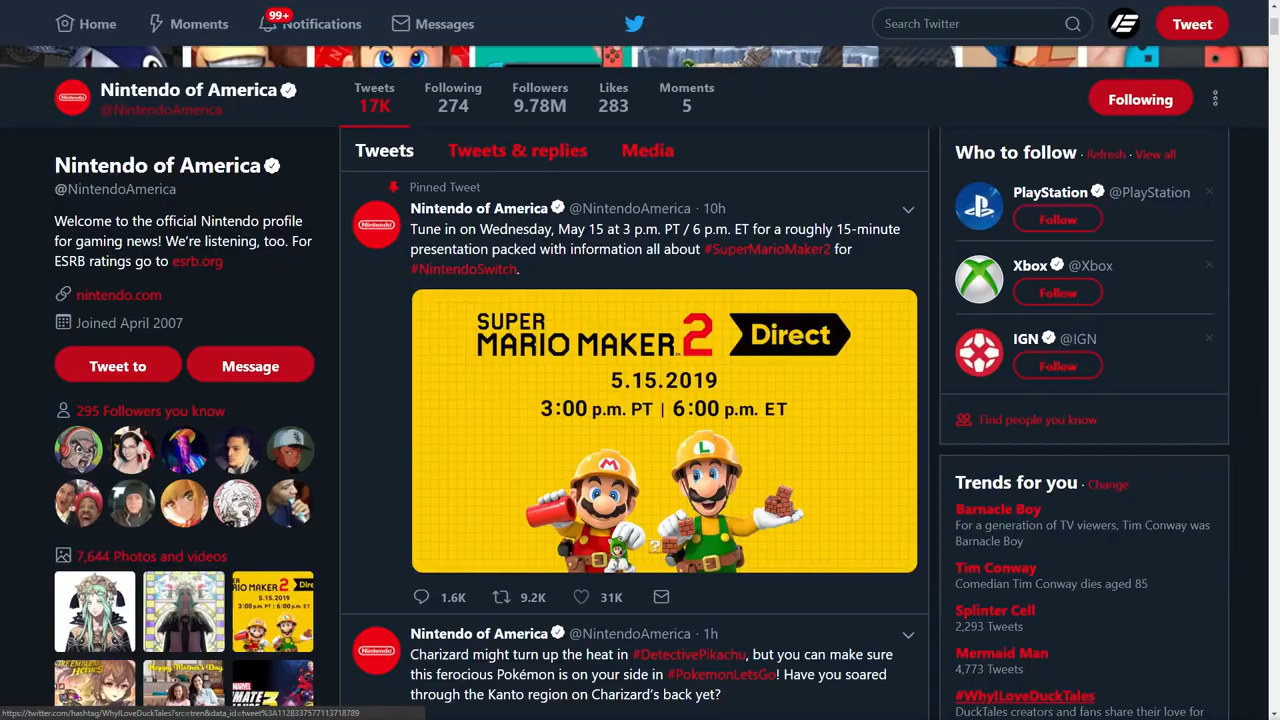 Home
Moments
99+
Notifications
Messages
Search Twitter
Tweet
Nintendo of America
@NintendoAmerica
Tweets
17K
Following
274
Followers
9.78M
Likes
283
Moments
5
Following
Nintendo of America
@NintendoAmerica
Welcome to the official Nintendo profile
for gaming news! We're listening, too. For
ESRB ratings go to esrb.org
nintendo.com
Joined April 2007
Tweet to
Message
295 Followers you know
7,644 Photos and videos
Tweets
Tweets & replies
Media
Pinned Tweet
Nintendo of America @NintendoAmerica · 10h
Tune in on Wednesday, May 15 at 3 p.m. PT / 6 p.m. ET for a roughly 15-minute
presentation packed with information all about #SuperMarioMaker2 for
#NintendoSwitch.
SUPER
MARIO MAKER 2
Direct
5.15.2019
3:00 p.m. PT | 6:00 p.m. ET
1.6K
9.2K
31K
Nintendo of America @NintendoAmerica · 1h
Charizard might turn up the heat in #DetectivePikachu, but you can make sure
this ferocious Pokémon is on your side in #PokemonLetsGo! Have you soared
through the Kanto region on Charizard's back yet?
Who to follow · Refresh · View all
PlayStation @PlayStation
Follow
Xbox @Xbox
Follow
IGN @IGN
Follow
Find people you know
Trends for you · Change
Barnacle Boy
For a generation of TV viewers, Tim Conway was
Barnacle Boy
Tim Conway
Comedian Tim Conway dies aged 85
Splinter Cell
2,293 Tweets
Mermaid Man
4,773 Tweets
#WhyILoveDuckTales
DuckTales creators and fans share their love for
https://twitter.com/hashtag/WhyILoveDuckTales?src=tren&data_id=tweet%3A1128337577113718789